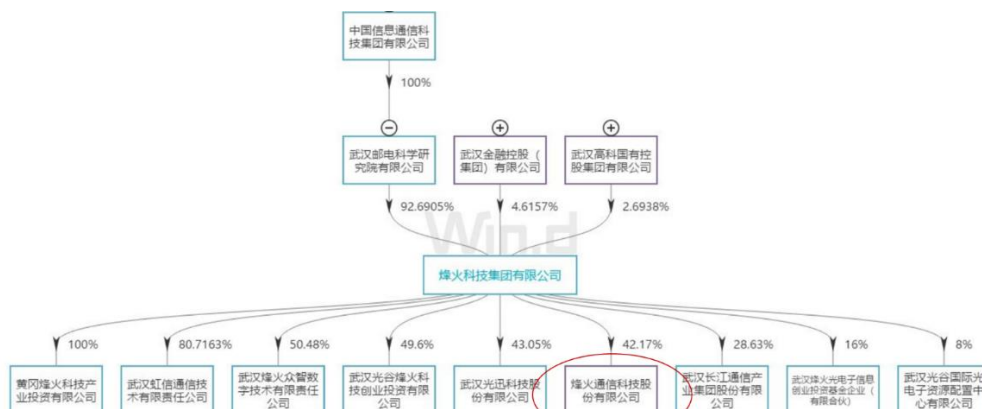 中国信息通信科
技集团有限公司
100%
武汉邮电科学研
究院有限公司
武汉金融控股（
集团）有限公司
武汉高科国有控
股集团有限公司
92.6905%
4.6157%
2.6938%
Win.d
烽火科技集团有限公司
100%
80.7163%
50.48%
49.6%
43.05%
42.17%
28.63%
16%
8%
黄冈烽火科技产
业投资有限公司
武汉虹信通信技
术有限责任公司
武汉烽火众智数
字技术有限责任
公司
武汉光谷烽火科
技创业投资有限
公司
武汉光迅科技股
份有限公司
烽火通信科技股
份有限公司
武汉长江通信产
业集团股份有限
公司
武汉烽火光电子信息
创业投资基金企业（
有限合伙）
武汉光谷国际光
电子资源配置中
心有限公司